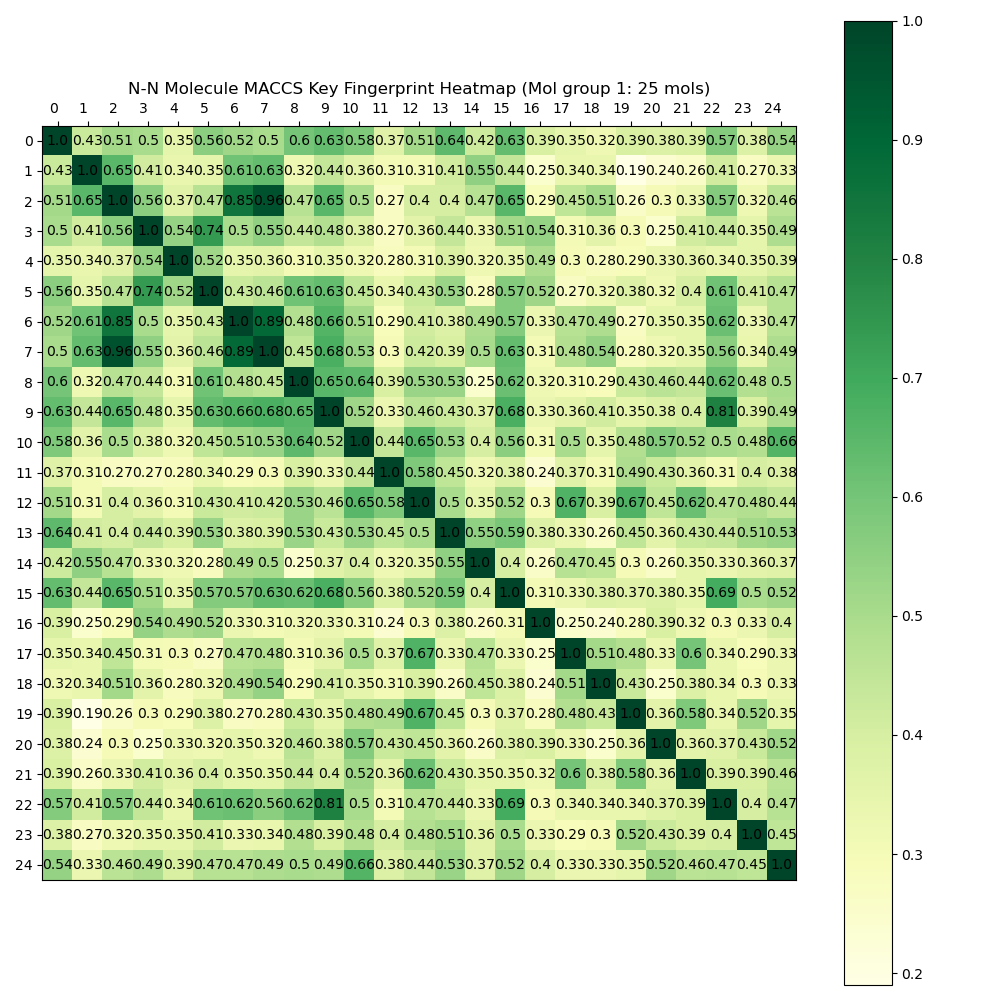 N-N Molecule MACCS Key Fingerprint Heatmap (Mol group 1: 25 mols)
0 1 2 3 4 5 6 7 8 9 10 11 12 13 14 15 16 17 18 19 20 21 22 23 24
0 1.0 0.43 0.51 0.5 0.35 0.56 0.52 0.5 0.6 0.63 0.58 0.37 0.51 0.64 0.42 0.63 0.39 0.35 0.32 0.39 0.38 0.39 0.57 0.38 0.54
1 0.43 1.0 0.65 0.41 0.34 0.35 0.61 0.63 0.32 0.44 0.36 0.31 0.31 0.41 0.55 0.44 0.25 0.34 0.34 0.19 0.24 0.26 0.41 0.27 0.33
2 0.51 0.65 1.0 0.56 0.37 0.47 0.85 0.96 0.47 0.65 0.5 0.27 0.4 0.4 0.47 0.65 0.29 0.45 0.51 0.26 0.3 0.33 0.57 0.32 0.46
3 0.5 0.41 0.56 1.0 0.54 0.74 0.5 0.55 0.44 0.48 0.38 0.27 0.36 0.44 0.33 0.51 0.54 0.31 0.36 0.3 0.25 0.41 0.44 0.35 0.49
4 0.35 0.34 0.37 0.54 1.0 0.52 0.35 0.36 0.31 0.35 0.32 0.28 0.31 0.39 0.32 0.35 0.49 0.3 0.28 0.29 0.33 0.36 0.34 0.35 0.39
5 0.56 0.35 0.47 0.74 0.52 1.0 0.43 0.46 0.61 0.63 0.45 0.34 0.43 0.53 0.28 0.57 0.52 0.27 0.32 0.38 0.32 0.4 0.61 0.41 0.47
6 0.52 0.61 0.85 0.5 0.35 0.43 1.0 0.89 0.48 0.66 0.51 0.29 0.41 0.38 0.49 0.57 0.33 0.47 0.49 0.27 0.35 0.35 0.62 0.33 0.47
7 0.5 0.63 0.96 0.55 0.36 0.46 0.89 1.0 0.45 0.68 0.53 0.3 0.42 0.39 0.5 0.63 0.31 0.48 0.54 0.28 0.32 0.35 0.56 0.34 0.49
8 0.6 0.32 0.47 0.44 0.31 0.61 0.48 0.45 1.0 0.65 0.64 0.39 0.53 0.53 0.25 0.62 0.32 0.31 0.29 0.43 0.46 0.44 0.62 0.48 0.5
9 0.63 0.44 0.65 0.48 0.35 0.63 0.66 0.68 0.65 1.0 0.52 0.33 0.46 0.43 0.37 0.68 0.33 0.36 0.41 0.35 0.38 0.4 0.81 0.39 0.49
10 0.58 0.36 0.5 0.38 0.32 0.45 0.51 0.53 0.64 0.52 1.0 0.44 0.65 0.53 0.4 0.56 0.31 0.5 0.35 0.48 0.57 0.52 0.5 0.48 0.66
11 0.37 0.31 0.27 0.27 0.28 0.34 0.29 0.3 0.39 0.33 0.44 1.0 0.58 0.45 0.32 0.38 0.24 0.37 0.31 0.49 0.43 0.36 0.31 0.4 0.38
12 0.51 0.31 0.4 0.36 0.31 0.43 0.41 0.42 0.53 0.46 0.65 0.58 1.0 0.5 0.35 0.52 0.3 0.67 0.39 0.67 0.45 0.62 0.47 0.48 0.44
13 0.64 0.41 0.4 0.44 0.39 0.53 0.38 0.39 0.53 0.43 0.53 0.45 0.5 1.0 0.55 0.59 0.38 0.33 0.26 0.45 0.36 0.43 0.44 0.51 0.53
14 0.42 0.55 0.47 0.33 0.32 0.28 0.49 0.5 0.25 0.37 0.4 0.32 0.35 0.55 1.0 0.4 0.26 0.47 0.45 0.3 0.26 0.35 0.33 0.36 0.37
15 0.63 0.44 0.65 0.51 0.35 0.57 0.57 0.63 0.62 0.68 0.56 0.38 0.52 0.59 0.4 1.0 0.31 0.33 0.38 0.37 0.38 0.35 0.69 0.5 0.52
16 0.39 0.25 0.29 0.54 0.49 0.52 0.33 0.31 0.32 0.33 0.31 0.24 0.3 0.38 0.26 0.31 1.0 0.25 0.24 0.28 0.39 0.32 0.3 0.33 0.4
17 0.35 0.34 0.45 0.31 0.3 0.27 0.47 0.48 0.31 0.36 0.5 0.37 0.67 0.33 0.47 0.33 0.25 1.0 0.51 0.48 0.33 0.6 0.34 0.29 0.33
18 0.32 0.34 0.51 0.36 0.28 0.32 0.49 0.54 0.29 0.41 0.35 0.31 0.39 0.26 0.45 0.38 0.24 0.51 1.0 0.43 0.25 0.38 0.34 0.3 0.33
19 0.39 0.19 0.26 0.3 0.29 0.38 0.27 0.28 0.43 0.35 0.48 0.49 0.67 0.45 0.3 0.37 0.28 0.48 0.43 1.0 0.36 0.58 0.34 0.52 0.35
20 0.38 0.24 0.3 0.25 0.33 0.32 0.35 0.32 0.46 0.38 0.57 0.43 0.45 0.36 0.26 0.38 0.39 0.33 0.25 0.36 1.0 0.36 0.37 0.43 0.52
21 0.39 0.26 0.33 0.41 0.36 0.4 0.35 0.35 0.44 0.4 0.52 0.36 0.62 0.43 0.35 0.35 0.32 0.6 0.38 0.58 0.36 1.0 0.39 0.39 0.46
22 0.57 0.41 0.57 0.44 0.34 0.61 0.62 0.56 0.62 0.81 0.5 0.31 0.47 0.44 0.33 0.69 0.3 0.34 0.34 0.34 0.37 0.39 1.0 0.4 0.47
23 0.38 0.27 0.32 0.35 0.35 0.41 0.33 0.34 0.48 0.39 0.48 0.4 0.48 0.51 0.36 0.5 0.33 0.29 0.3 0.52 0.43 0.39 0.4 1.0 0.45
24 0.54 0.33 0.46 0.49 0.39 0.47 0.47 0.49 0.5 0.49 0.66 0.38 0.44 0.53 0.37 0.52 0.4 0.33 0.33 0.35 0.52 0.46 0.47 0.45 1.0
1.0
0.9
0.8
0.7
0.6
0.5
0.4
0.3
0.2